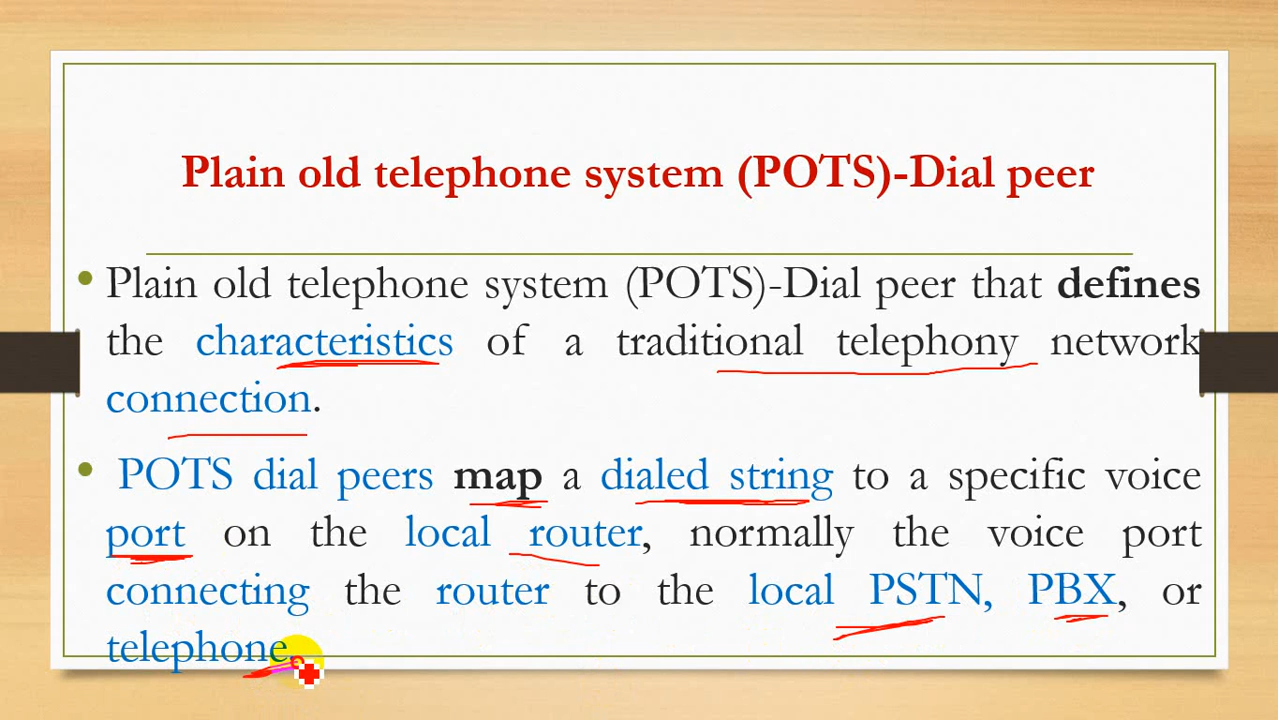 Plain old telephone system (POTS)-Dial peer
• Plain old telephone system (POTS)-Dial peer that defines
the characteristics of a traditional telephony network
connection.
• POTS dial peers map a dialed string to a specific voice
port on the local router, normally the voice port
connecting the router to the local PSTN, PBX, or
telephone.